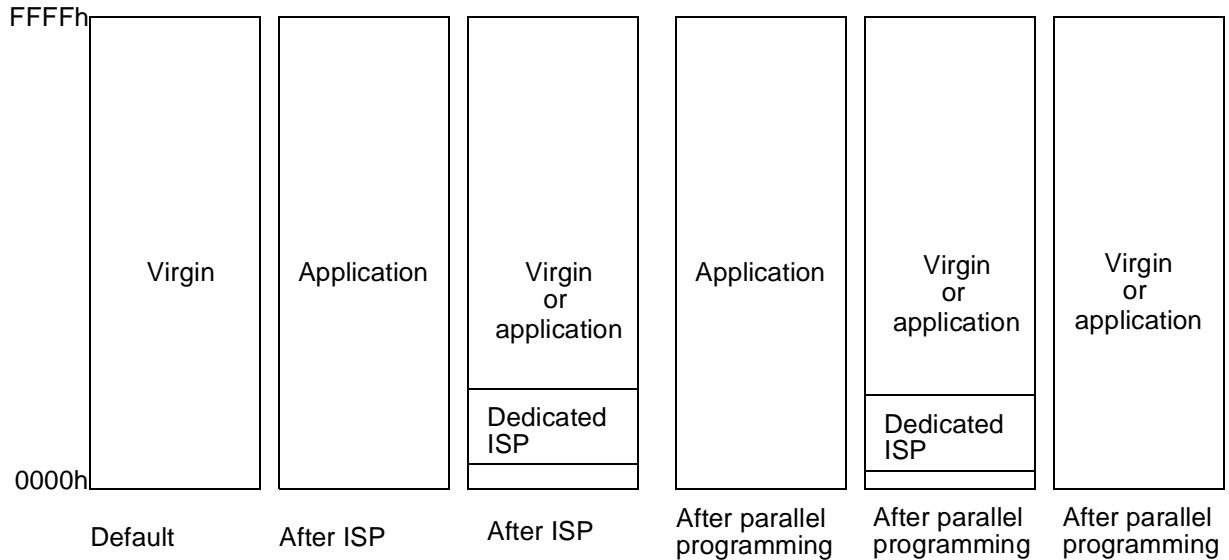 FFFFh
Virgin
Application
Virgin
or
application
Application
Virgin
or
application
Virgin
or
application
Dedicated
ISP
Dedicated
ISP
0000h
Default
After ISP
After ISP
After parallel
programming
After parallel
programming
After parallel
programming